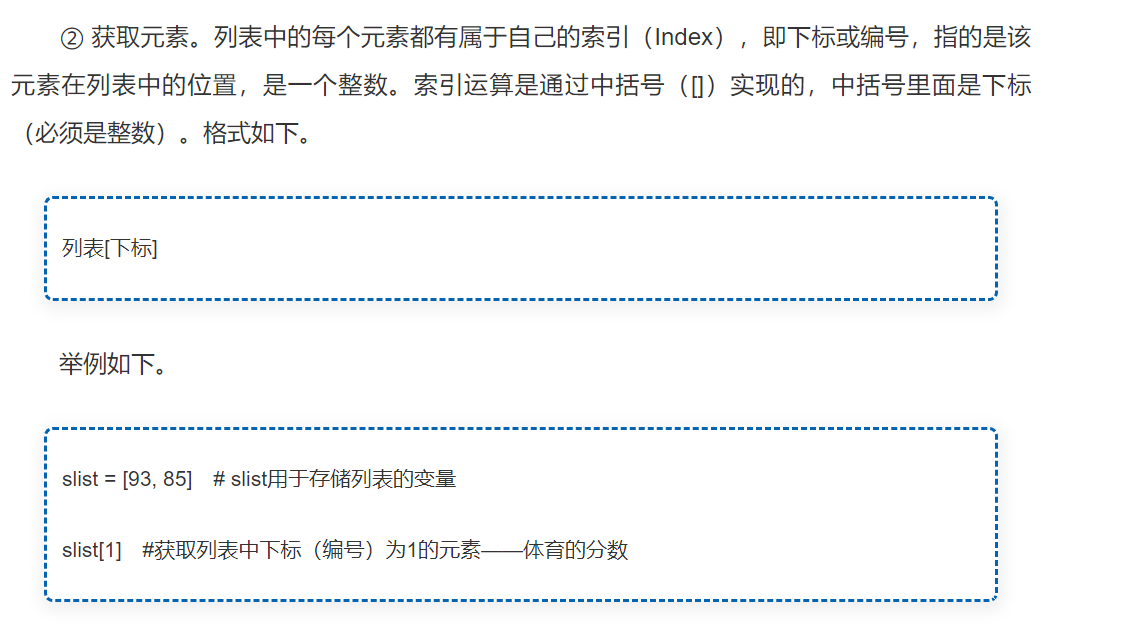 ② 获取元素。列表中的每个元素都有属于自己的索引（Index），即下标或编号，指的是该
元素在列表中的位置，是一个整数。索引运算是通过中括号（[]）实现的，中括号里面是下标
（必须是整数）。格式如下。
列表[下标]
举例如下。
slist = [93, 85] # slist用于存储列表的变量
slist[1] #获取列表中下标（编号）为1的元素——体育的分数